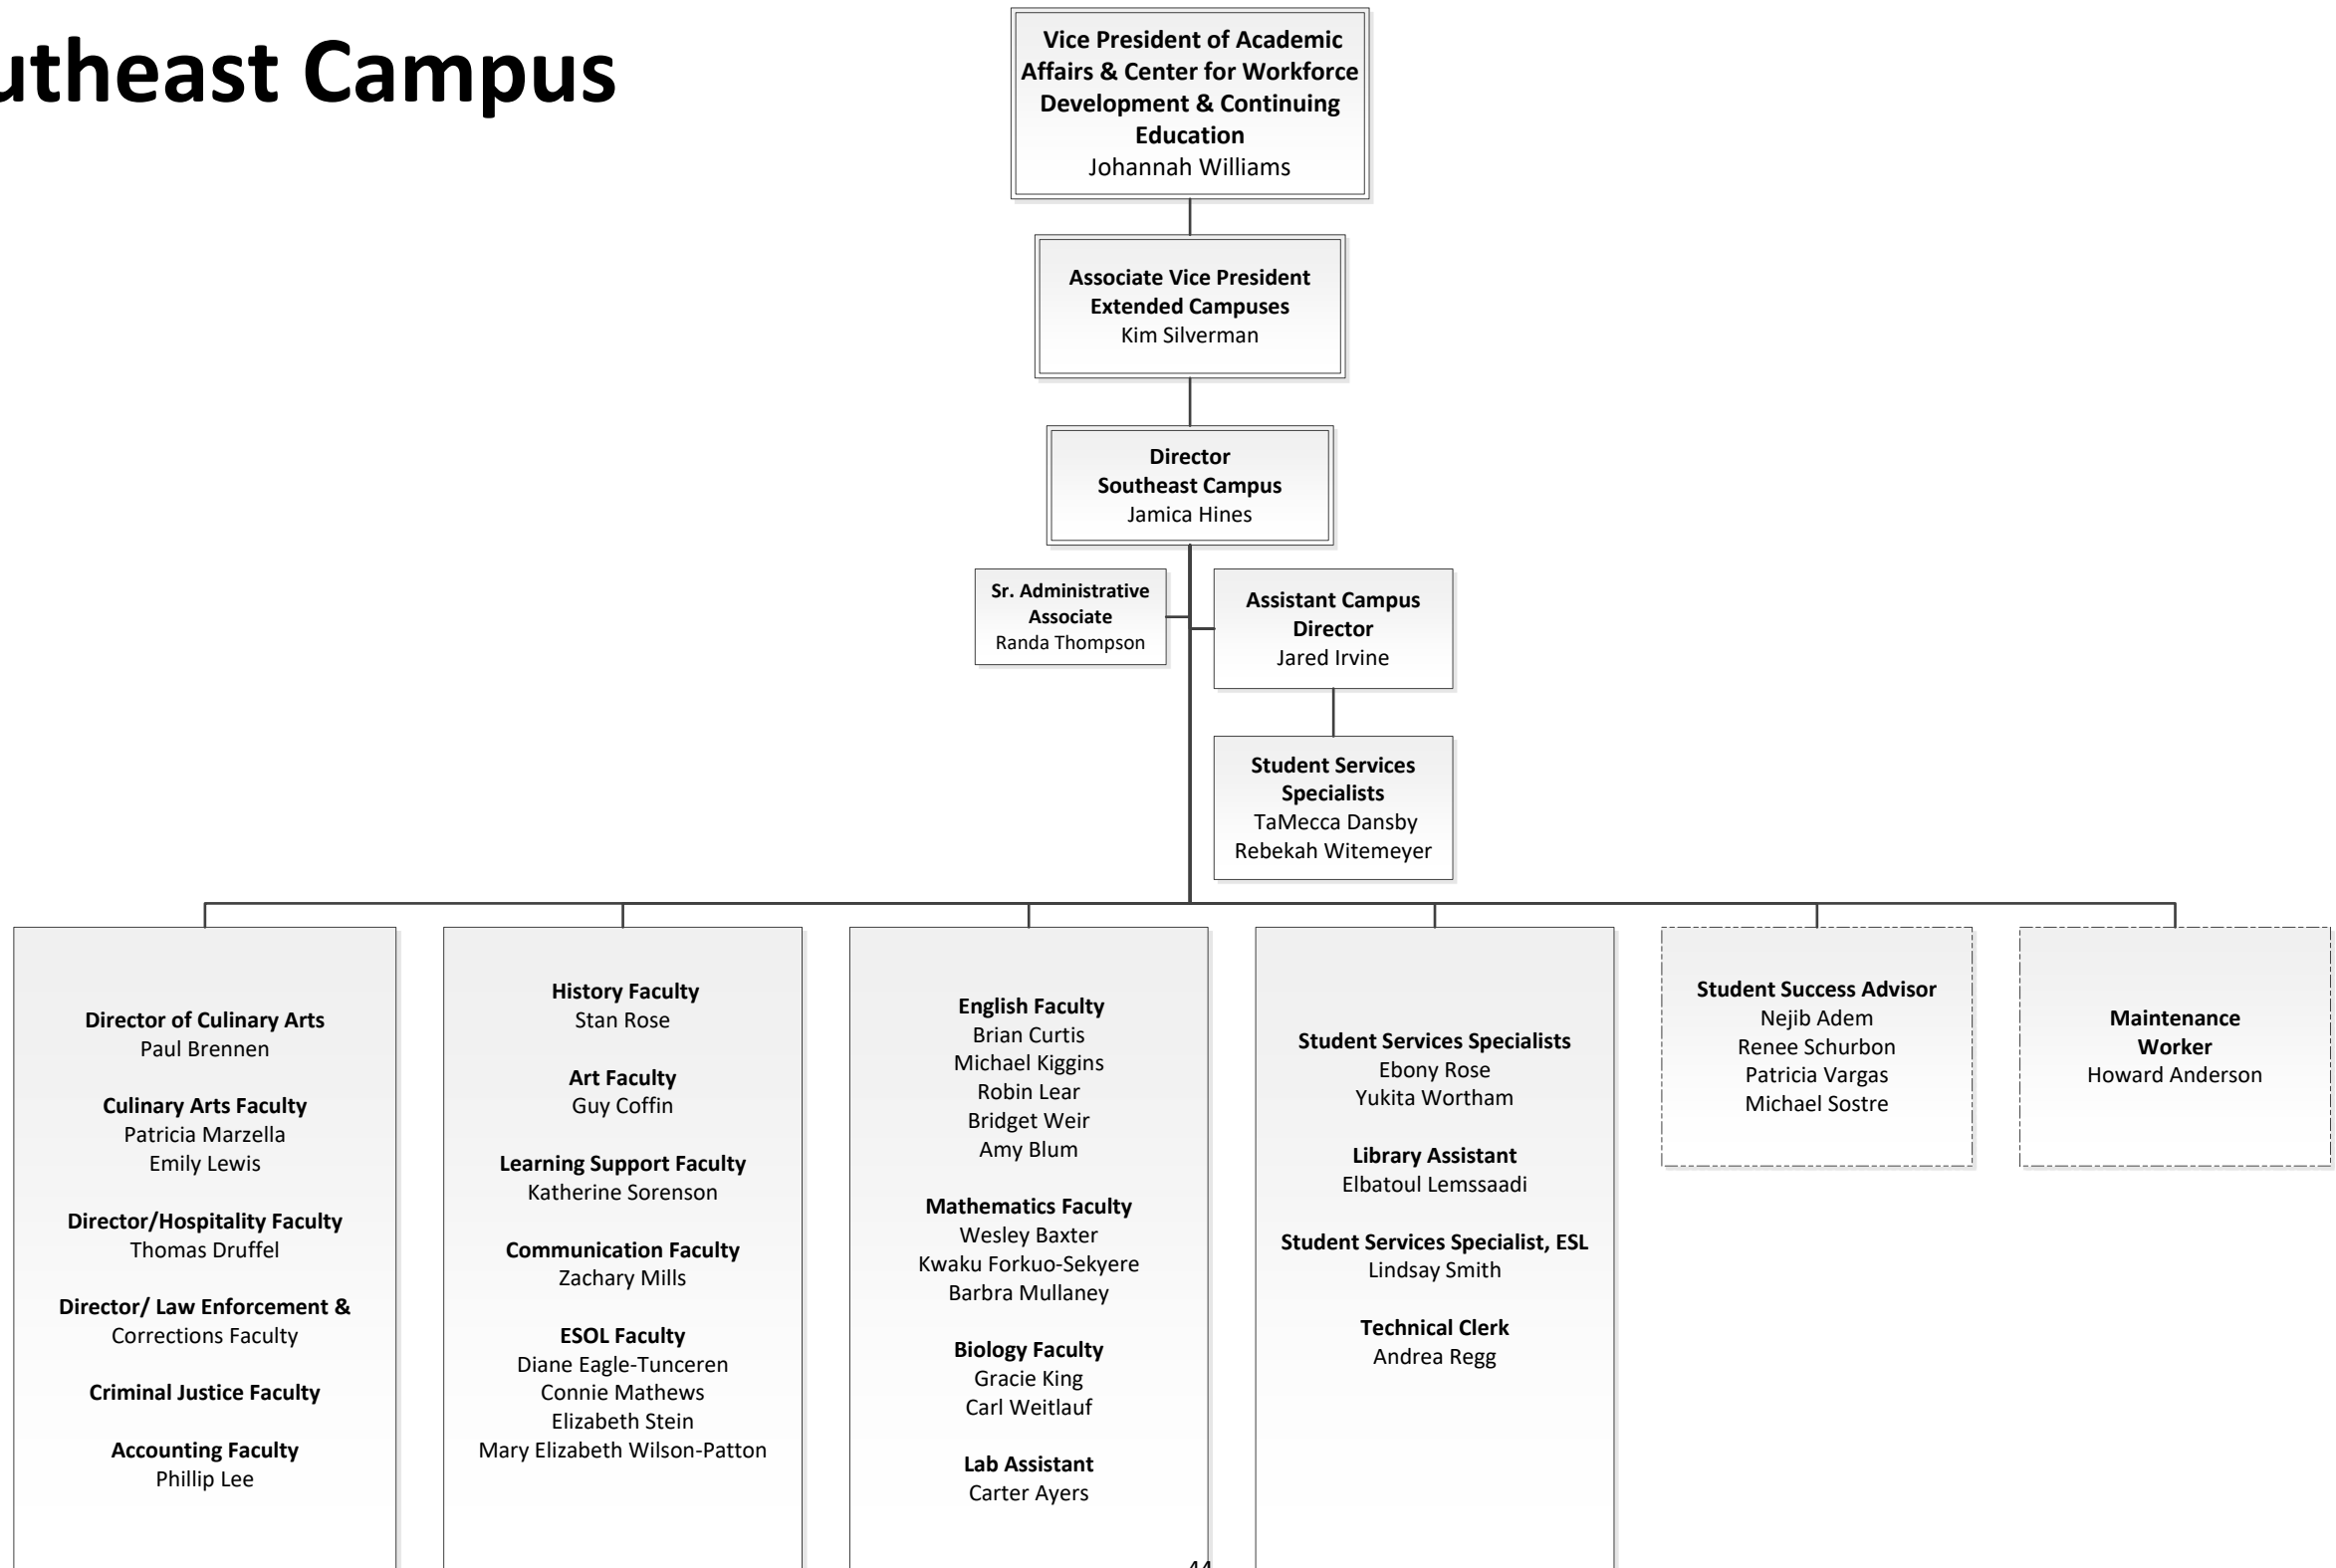 utheast Campus
Vice President of Academic
Affairs & Center for Workforce
Development & Continuing
Education
Johannah Williams
Associate Vice President
Extended Campuses
Kim Silverman
Director
Southeast Campus
Jamica Hines
Sr. Administrative
Associate
Randa Thompson
Assistant Campus
Director
Jared Irvine
Student Services
Specialists
TaMecca Dansby
Rebekah Witemeyer
Director of Culinary Arts
Paul Brennen
Culinary Arts Faculty
Patricia Marzella
Emily Lewis
Director/Hospitality Faculty
Thomas Druffel
Director/ Law Enforcement &
Corrections Faculty
Criminal Justice Faculty
Accounting Faculty
Phillip Lee
History Faculty
Stan Rose
Art Faculty
Guy Coffin
Learning Support Faculty
Katherine Sorenson
Communication Faculty
Zachary Mills
ESOL Faculty
Diane Eagle-Tunceren
Connie Mathews
Elizabeth Stein
Mary Elizabeth Wilson-Patton
English Faculty
Brian Curtis
Michael Kiggins
Robin Lear
Bridget Weir
Amy Blum
Mathematics Faculty
Wesley Baxter
Kwaku Forkuo-Sekyere
Barbra Mullaney
Biology Faculty
Gracie King
Carl Weitlauf
Lab Assistant
Carter Ayers
Student Services Specialists
Ebony Rose
Yukita Wortham
Library Assistant
Elbatoul Lemssaadi
Student Services Specialist, ESL
Lindsay Smith
Technical Clerk
Andrea Regg
Student Success Advisor
Nejib Adem
Renee Schurbon
Patricia Vargas
Michael Sostre
Maintenance
Worker
Howard Anderson
44